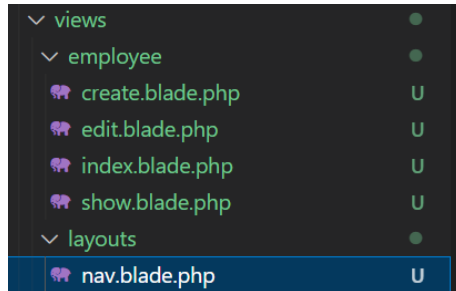 views
employee
create.blade.php U
edit.blade.php U
index.blade.php U
show.blade.php U
layouts
nav.blade.php U